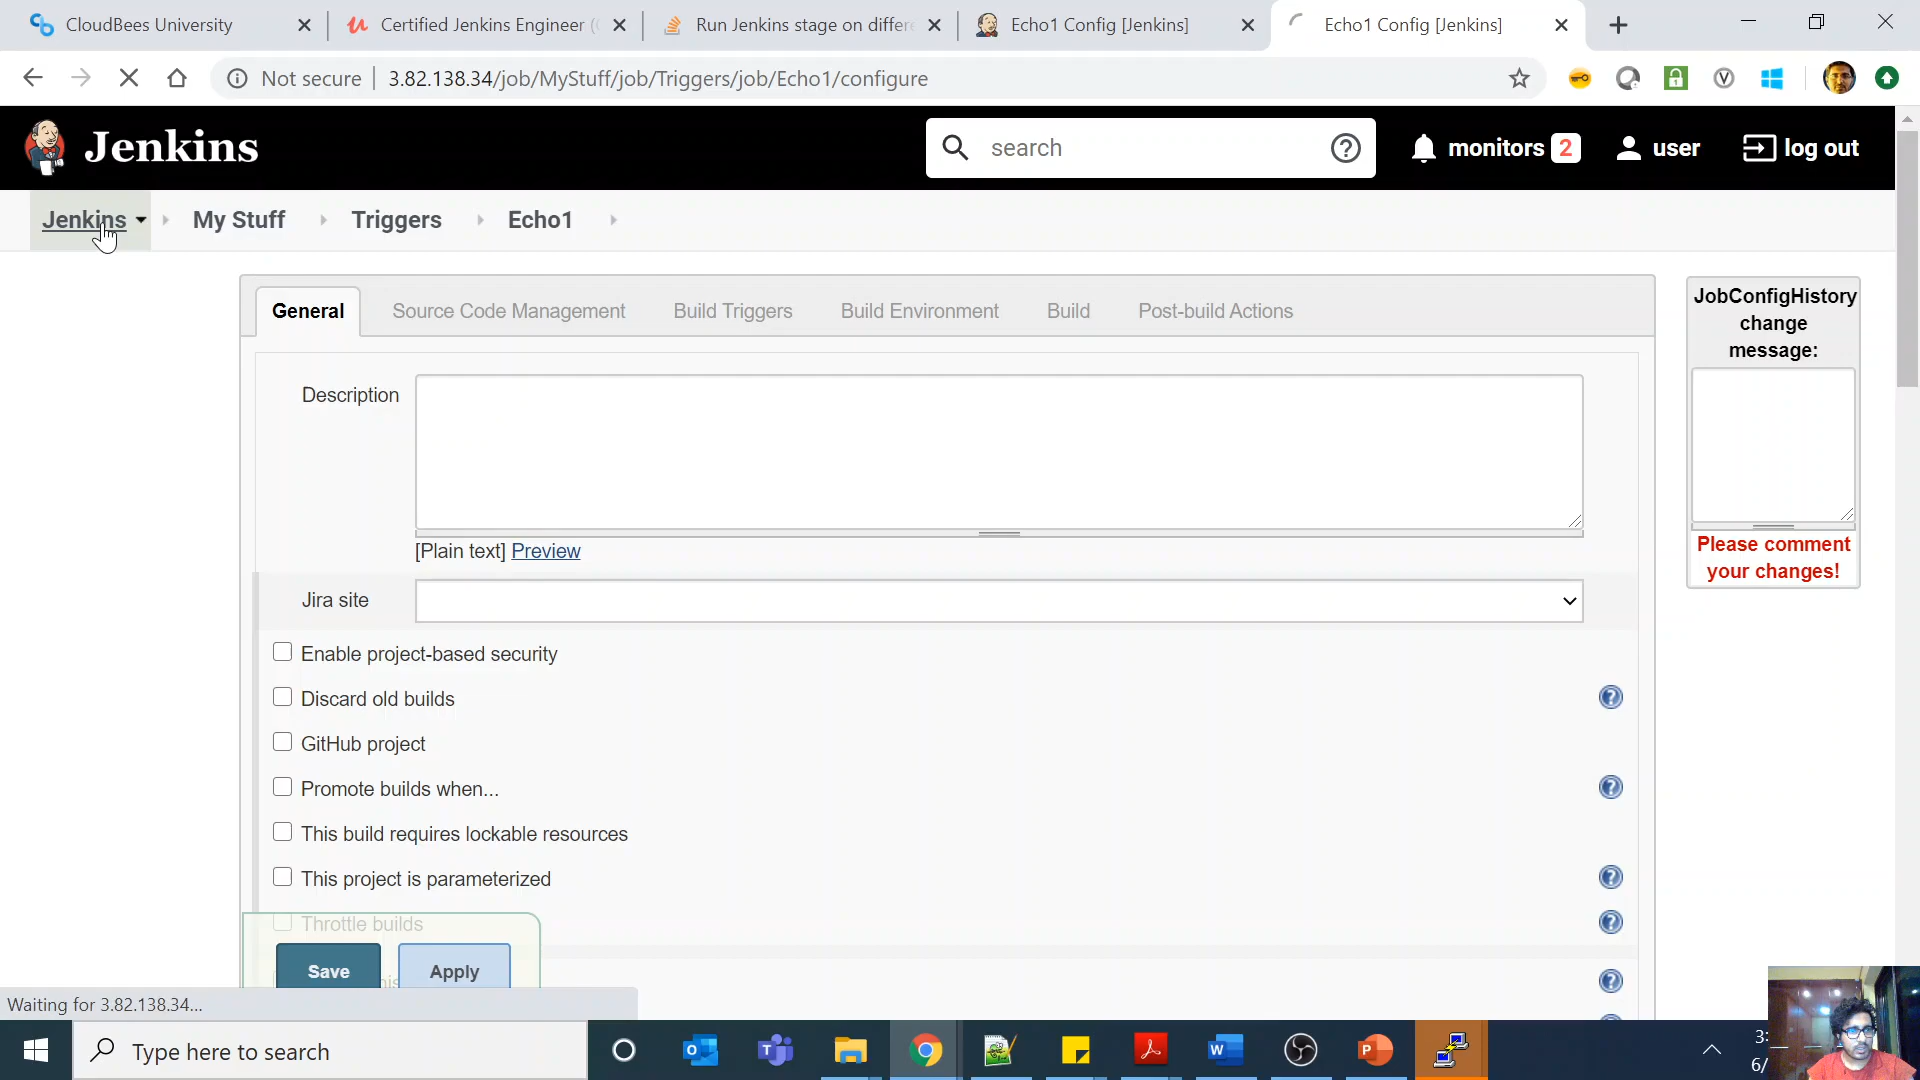 CloudBees University
Certified Jenkins Engineer (
Run Jenkins stage on differe
Echo1 Config [Jenkins]
Echo1 Config [Jenkins]
Not secure
3.82.138.34/job/MyStuff/job/Triggers/job/Echo1/configure
Jenkins
search
monitors 2
user
log out
Jenkins
My Stuff
Triggers
Echo1
General
Source Code Management
Build Triggers
Build Environment
Build
Post-build Actions
JobConfigHistory
change
message:
Description
[Plain text] Preview
Please comment
your changes!
Jira site
Enable project-based security
Discard old builds
GitHub project
Promote builds when...
This build requires lockable resources
This project is parameterized
Throttle builds
Save
Apply
Waiting for 3.82.138.34...
Type here to search
3:
6/